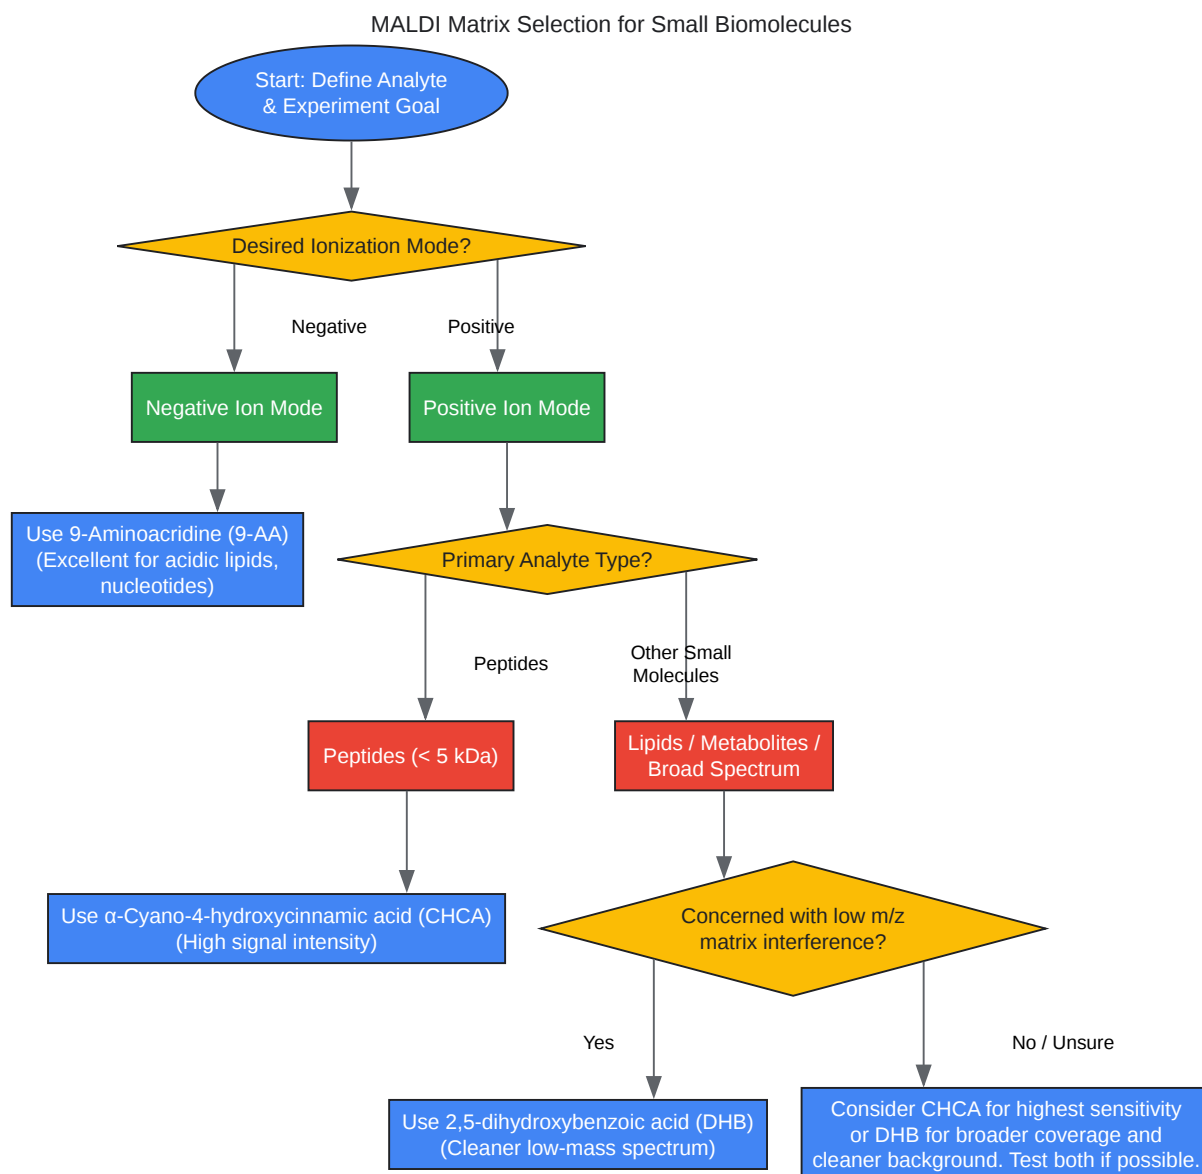 MALDI Matrix Selection for Small Biomolecules
Start: Define Analyte
& Experiment Goal
Desired Ionization Mode?
Negative
Positive
Negative Ion Mode
Positive Ion Mode
Use 9-Aminoacridine (9-AA)
(Excellent for acidic lipids,
nucleotides)
Primary Analyte Type?
Peptides
Other Small
Molecules
Peptides (< 5 kDa)
Lipids / Metabolites /
Broad Spectrum
Use α-Cyano-4-hydroxycinnamic acid (CHCA)
(High signal intensity)
Concerned with low m/z
matrix interference?
Yes
No / Unsure
Use 2,5-dihydroxybenzoic acid (DHB)
(Cleaner low-mass spectrum)
Consider CHCA for highest sensitivity
or DHB for broader coverage and
cleaner background. Test both if possible.